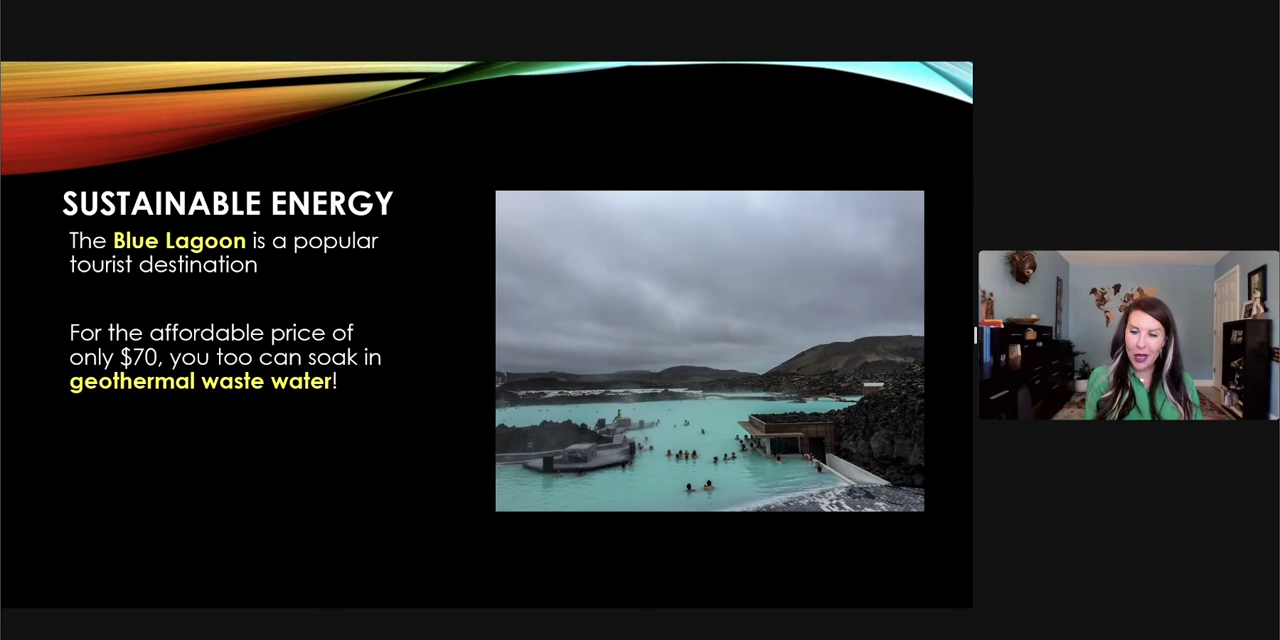 SUSTAINABLE ENERGY
The Blue Lagoon is a popular
tourist destination
For the affordable price of
only $70, you too can soak in
geothermal waste water!